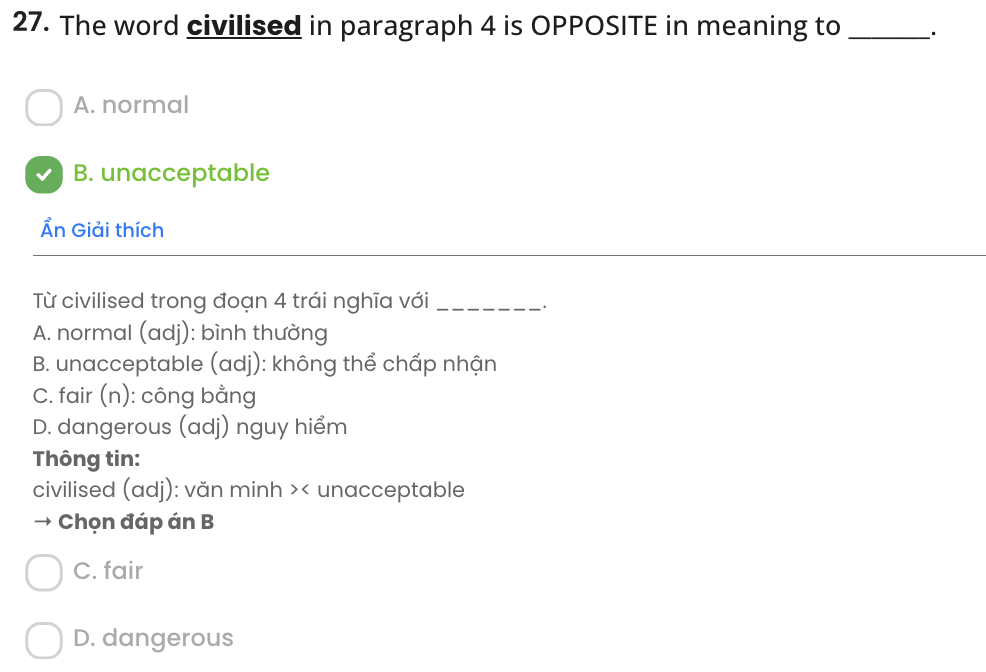 27. The word civilised in paragraph 4 is OPPOSITE in meaning to _______.
A. normal
B. unacceptable
Ẩn Giải thích
Từ civilised trong đoạn 4 trái nghĩa với _______.
A. normal (adj): bình thường
B. unacceptable (adj): không thể chấp nhận
C. fair (n): công bằng
D. dangerous (adj) nguy hiểm
Thông tin:
civilised (adj): văn minh >< unacceptable
→ Chọn đáp án B
C. fair
D. dangerous